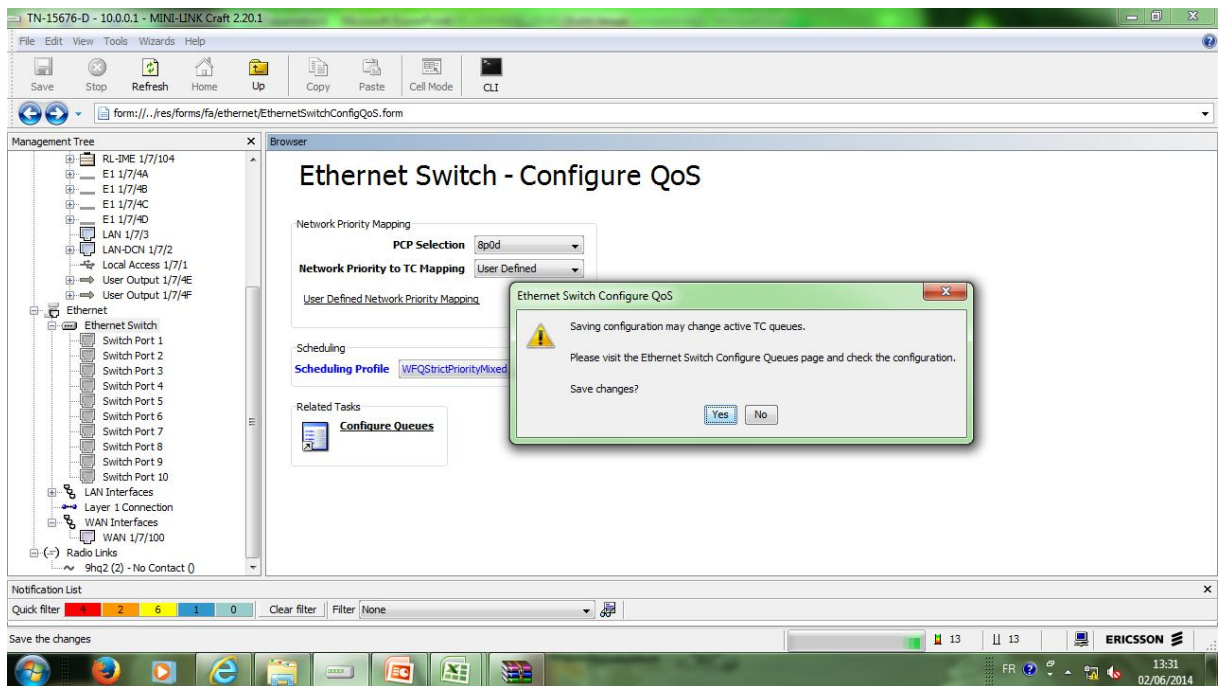 TN-15676-D - 10.0.0.1 - MINI-LINK Craft 2.20.1
File Edit View Tools Wizards Help
Save Stop Refresh Home Up Copy Paste Cell Mode CLI
form://../res/forms/fa/ethernet/EthernetSwitchConfigQoS.form
Management Tree
Browser
RL-IME 1/7/104
E1 1/7/4A
E1 1/7/4B
E1 1/7/4C
E1 1/7/4D
LAN 1/7/3
LAN-DCN 1/7/2
Local Access 1/7/1
User Output 1/7/4E
User Output 1/7/4F
Ethernet
Ethernet Switch
Switch Port 1
Switch Port 2
Switch Port 3
Switch Port 4
Switch Port 5
Switch Port 6
Switch Port 7
Switch Port 8
Switch Port 9
Switch Port 10
LAN Interfaces
Layer 1 Connection
WAN Interfaces
WAN 1/7/100
Radio Links
9hq2 (2) - No Contact ()
Ethernet Switch - Configure QoS
Network Priority Mapping
PCP Selection 8p0d
Network Priority to TC Mapping User Defined
User Defined Network Priority Mapping
Scheduling
Scheduling Profile WFQStrictPriorityMixed
Related Tasks
Configure Queues
Ethernet Switch Configure QoS
Saving configuration may change active TC queues.
Please visit the Ethernet Switch Configure Queues page and check the configuration.
Save changes?
Yes No
Notification List
Quick filter 4 2 6 1 0 Clear filter Filter None
Save the changes
13 13 ERICSSON
FR 13:31
02/06/2014